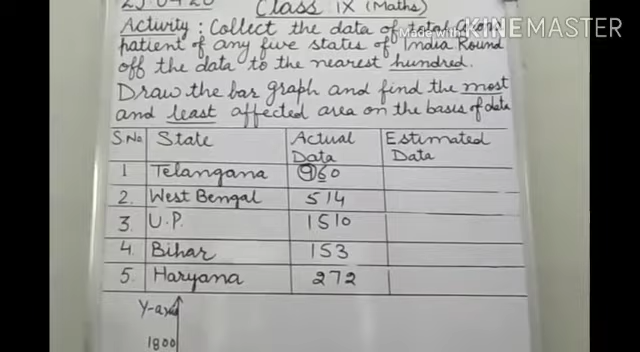 Class IX (Maths)
Activity : Collect the data of total
patient of any five states of India Round
off the data to the nearest hundred.
Draw the bar graph and find the most
and least affected area on the basis of data
S.No State Actual Data Estimated Data
1 Telangana 960
2. West Bengal 514
3. U.P. 1510
4. Bihar 153
5. Haryana 272
Y-axis
1800
Made with KINEMASTER